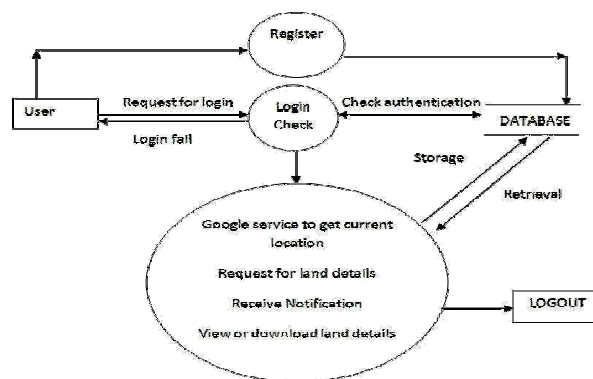 Register
User
Request for login
Login fail
Login
Check
Check authentication
DATABASE
Storage
Retrieval
Google service to get current
location
Request for land details
Receive Notification
View or download land details
LOGOUT